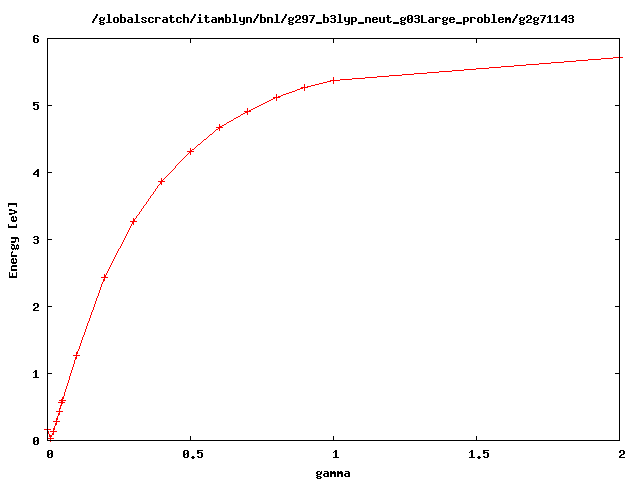 /globalscratch/itamblyn/bnl/g297_b3lyp_neut_g03Large_problem/g2g71143
6
5
4
3
2
1
0
Energy [eV]
0 0.5 1 1.5 2
gamma